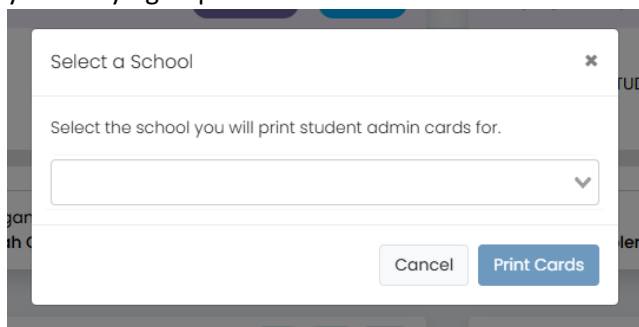 Select a School
Select the school you will print student admin cards for.
Cancel
Print Cards